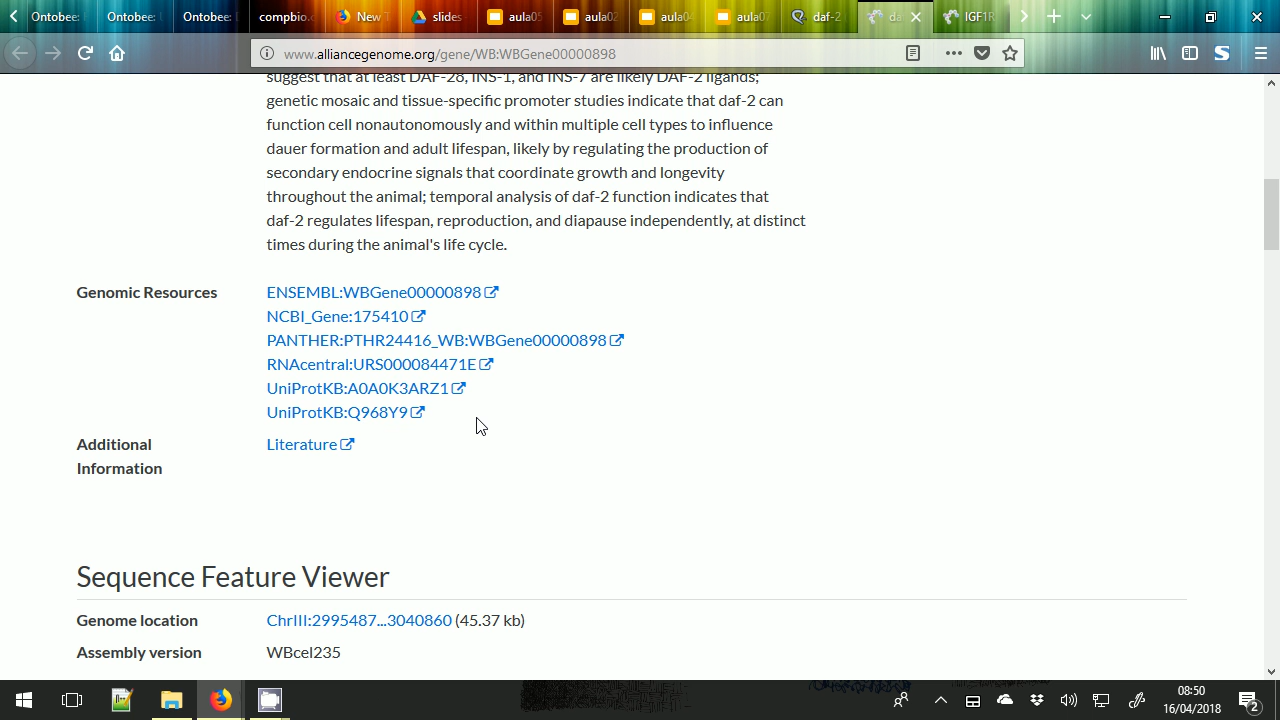 Ontobee:
Ontobee:
Ontobee:
compbio.
New T
slides
aula05
aula02
aula04
aula07
daf-2
da
IGF1R
www.alliancegenome.org/gene/WB:WBGene00000898
suggest that at least DAF-28, INS-1, and INS-7 are likely DAF-2 ligands;
genetic mosaic and tissue-specific promoter studies indicate that daf-2 can
function cell nonautonomously and within multiple cell types to influence
dauer formation and adult lifespan, likely by regulating the production of
secondary endocrine signals that coordinate growth and longevity
throughout the animal; temporal analysis of daf-2 function indicates that
daf-2 regulates lifespan, reproduction, and diapause independently, at distinct
times during the animal's life cycle.
Genomic Resources
ENSEMBL:WBGene00000898
NCBI_Gene:175410
PANTHER:PTHR24416_WB:WBGene00000898
RNAcentral:URS000084471E
UniProtKB:A0A0K3ARZ1
UniProtKB:Q968Y9
Additional
Information
Literature
Sequence Feature Viewer
Genome location
ChrIII:2995487...3040860 (45.37 kb)
Assembly version
WBcel235
08:50
16/04/2018
2